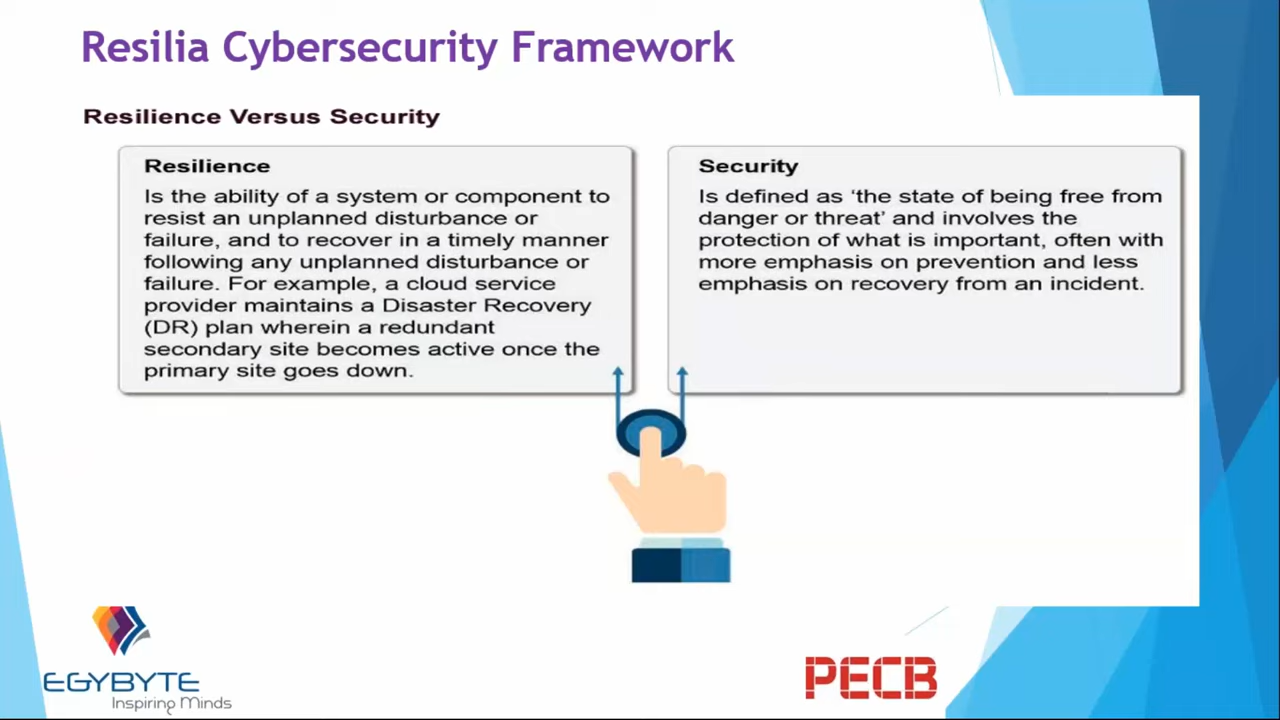 Resilia Cybersecurity Framework
Resilience Versus Security
Resilience
Is the ability of a system or component to
resist an unplanned disturbance or
failure, and to recover in a timely manner
following any unplanned disturbance or
failure. For example, a cloud service
provider maintains a Disaster Recovery
(DR) plan wherein a redundant
secondary site becomes active once the
primary site goes down.
Security
Is defined as ‘the state of being free from
danger or threat’ and involves the
protection of what is important, often with
more emphasis on prevention and less
emphasis on recovery from an incident.
EGYBYTE
Inspiring Minds
PECB